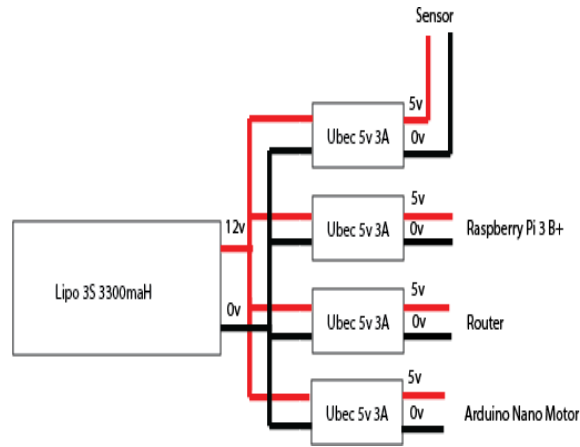 Sensor
5v
Ubec 5v 3A
0v
5v
12v
Ubec 5v 3A
0v
Raspberry Pi 3 B+
Lipo 3S 3300maH
0v
5v
Ubec 5v 3A
0v
Router
5v
Ubec 5v 3A
0v
Arduino Nano Motor